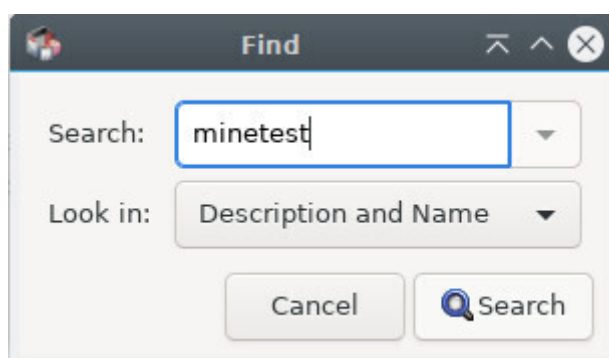 Find
Search: minetest
Look in: Description and Name
Cancel Search